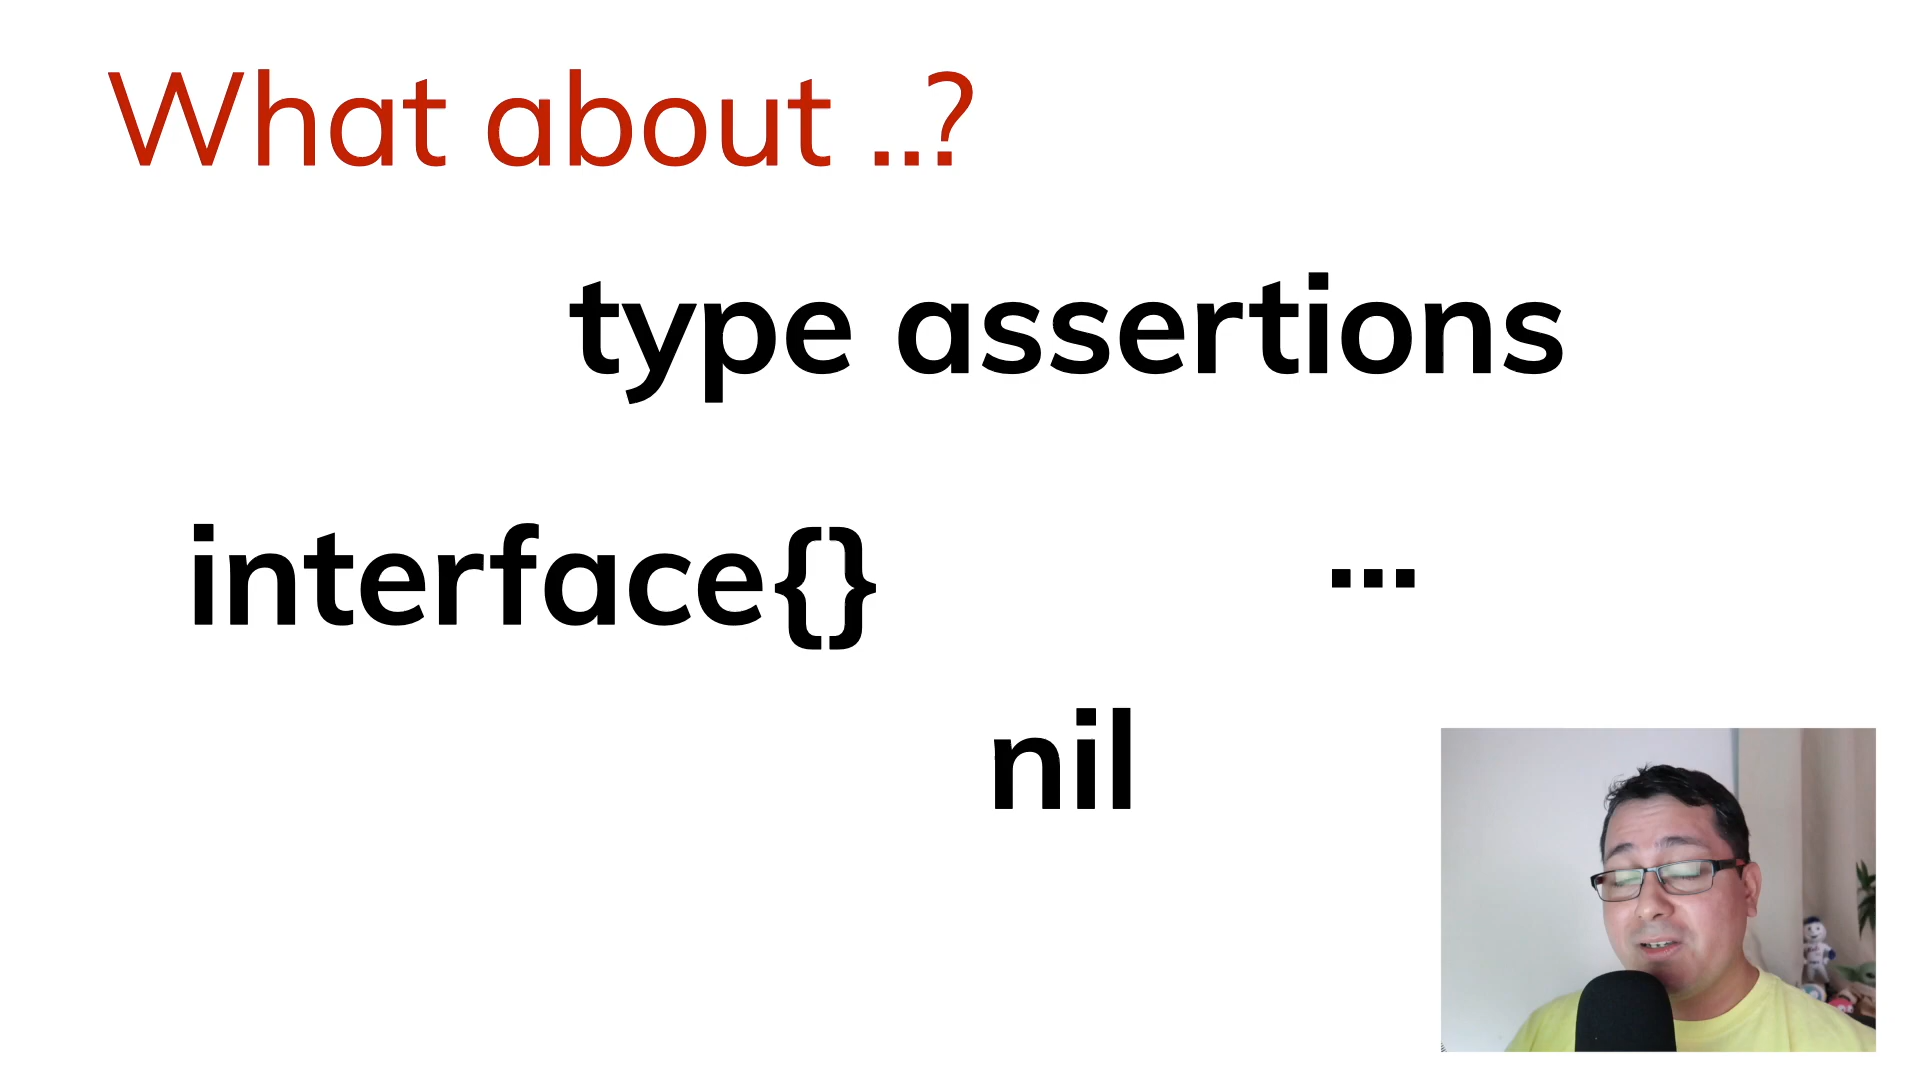 What about ..?
type assertions
interface{}
...
nil